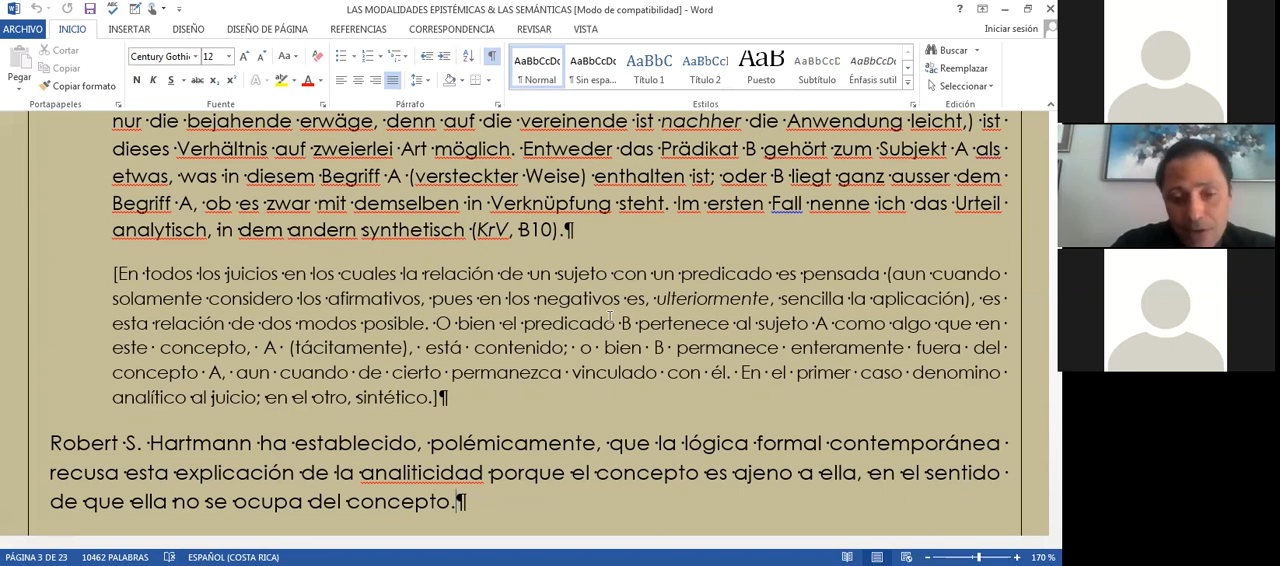 LAS MODALIDADES EPISTÉMICAS & LAS SEMÁNTICAS [Modo de compatibilidad] - Word
ARCHIVO INICIO INSERTAR DISEÑO DISEÑO DE PÁGINA REFERENCIAS CORRESPONDENCIA REVISAR VISTA Iniciar sesión
Pegar
Cortar
Copiar
Copiar formato
Portapapeles
Century Gothi 12
N K S abc x₂ x²
Fuente
Párrafo
AaBbCcDc AaBbCcDc AaBbC AaBbCcl AaB AaBbCcD AaBbCcDc
¶ Normal ¶ Sin espa... Título 1 Título 2 Puesto Subtítulo Énfasis sutil
Estilos
Buscar
Reemplazar
Seleccionar
Edición
nur die bejahende erwäge, denn auf die vereinende ist nachher die Anwendung leicht,) ist
dieses Verhältnis auf zweierlei Art möglich. Entweder das Prädikat B gehört zum Subjekt A als
etwas, was in diesem Begriff A (versteckter Weise) enthalten ist; oder B liegt ganz ausser dem
Begriff A, ob es zwar mit demselben in Verknüpfung steht. Im ersten Fall nenne ich das Urteil
analytisch, in dem andern synthetisch (KrV, B10).¶
[En todos los juicios en los cuales la relación de un sujeto con un predicado es pensada (aun cuando
solamente considero los afirmativos, pues en los negativos es, ulteriormente, sencilla la aplicación), es
esta relación de dos modos posible. O bien el predicado B pertenece al sujeto A como algo que en
este concepto, A (tácitamente), está contenido; o bien B permanece enteramente fuera del
concepto A, aun cuando de cierto permanezca vinculado con él. En el primer caso denomino
analítico al juicio; en el otro, sintético.]¶
Robert S. Hartmann ha establecido, polémicamente, que la lógica formal contemporánea
recusa esta explicación de la analiticidad porque el concepto es ajeno a ella, en el sentido
de que ella no se ocupa del concepto.¶
PÁGINA 3 DE 23 10462 PALABRAS ESPAÑOL (COSTA RICA) 170 %